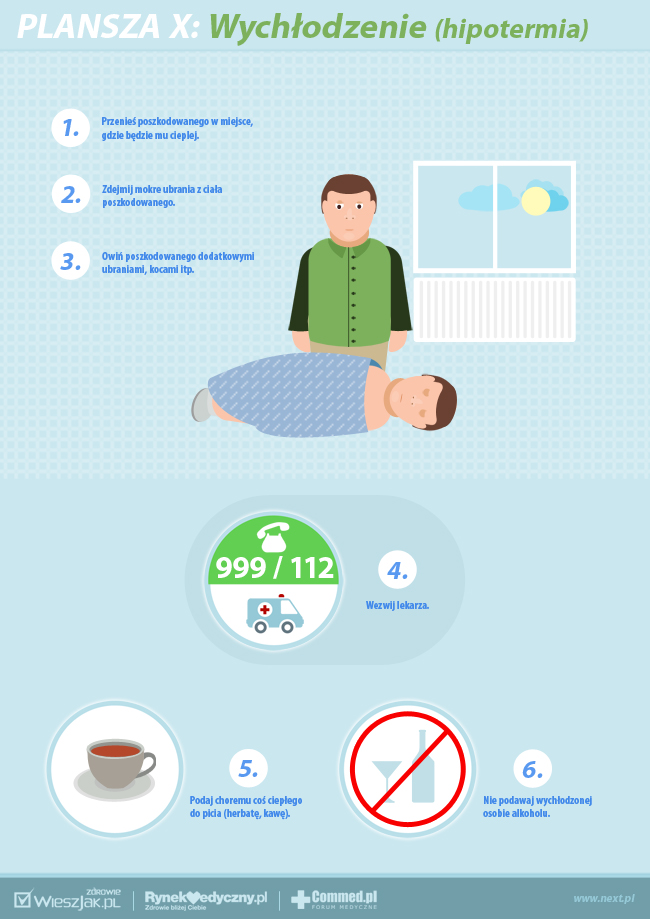 PLANSZA X: Wychłodzenie (hipotermia)
1.
Przenieś poszkodowanego w miejsce,
gdzie będzie mu cieplej.
2.
Zdejmij mokre ubrania z ciała
poszkodowanego.
3.
Owiń poszkodowanego dodatkowymi
ubraniami, kocami itp.
999 / 112
4.
Wezwij lekarza.
5.
Podaj choremu coś ciepłego
do picia (herbatę, kawę).
6.
Nie podawaj wychłodzonej
osobie alkoholu.
ZDROWIE
WIESZJAK.PL
RynekMedyczny.pl
Zdrowie bliżej Ciebie
Commed.pl
FORUM MEDYCZNE
www.next.pl